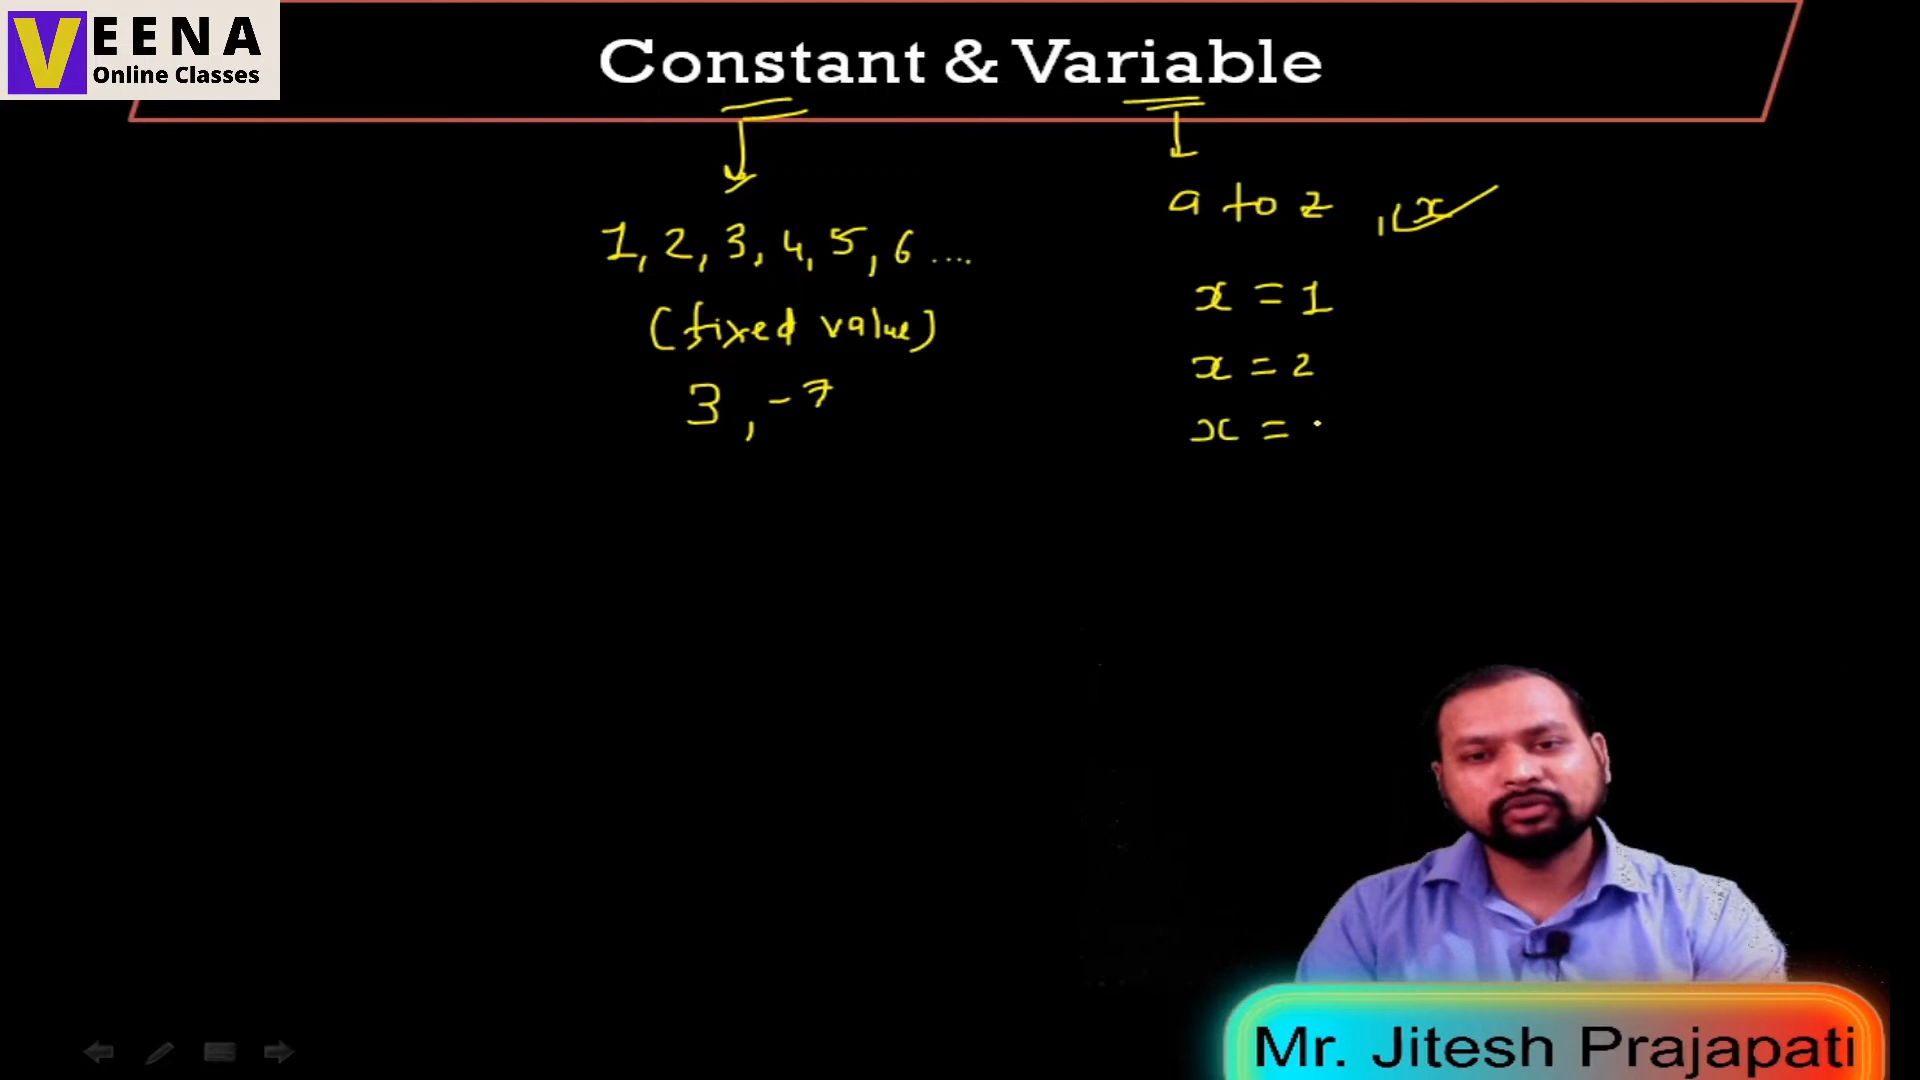 VEENA
Online Classes
Constant & Variable
1, 2, 3, 4, 5, 6 ....
(fixed value)
3, -7
a to z, x
x = 1
x = 2
x =
Mr. Jitesh Prajapati